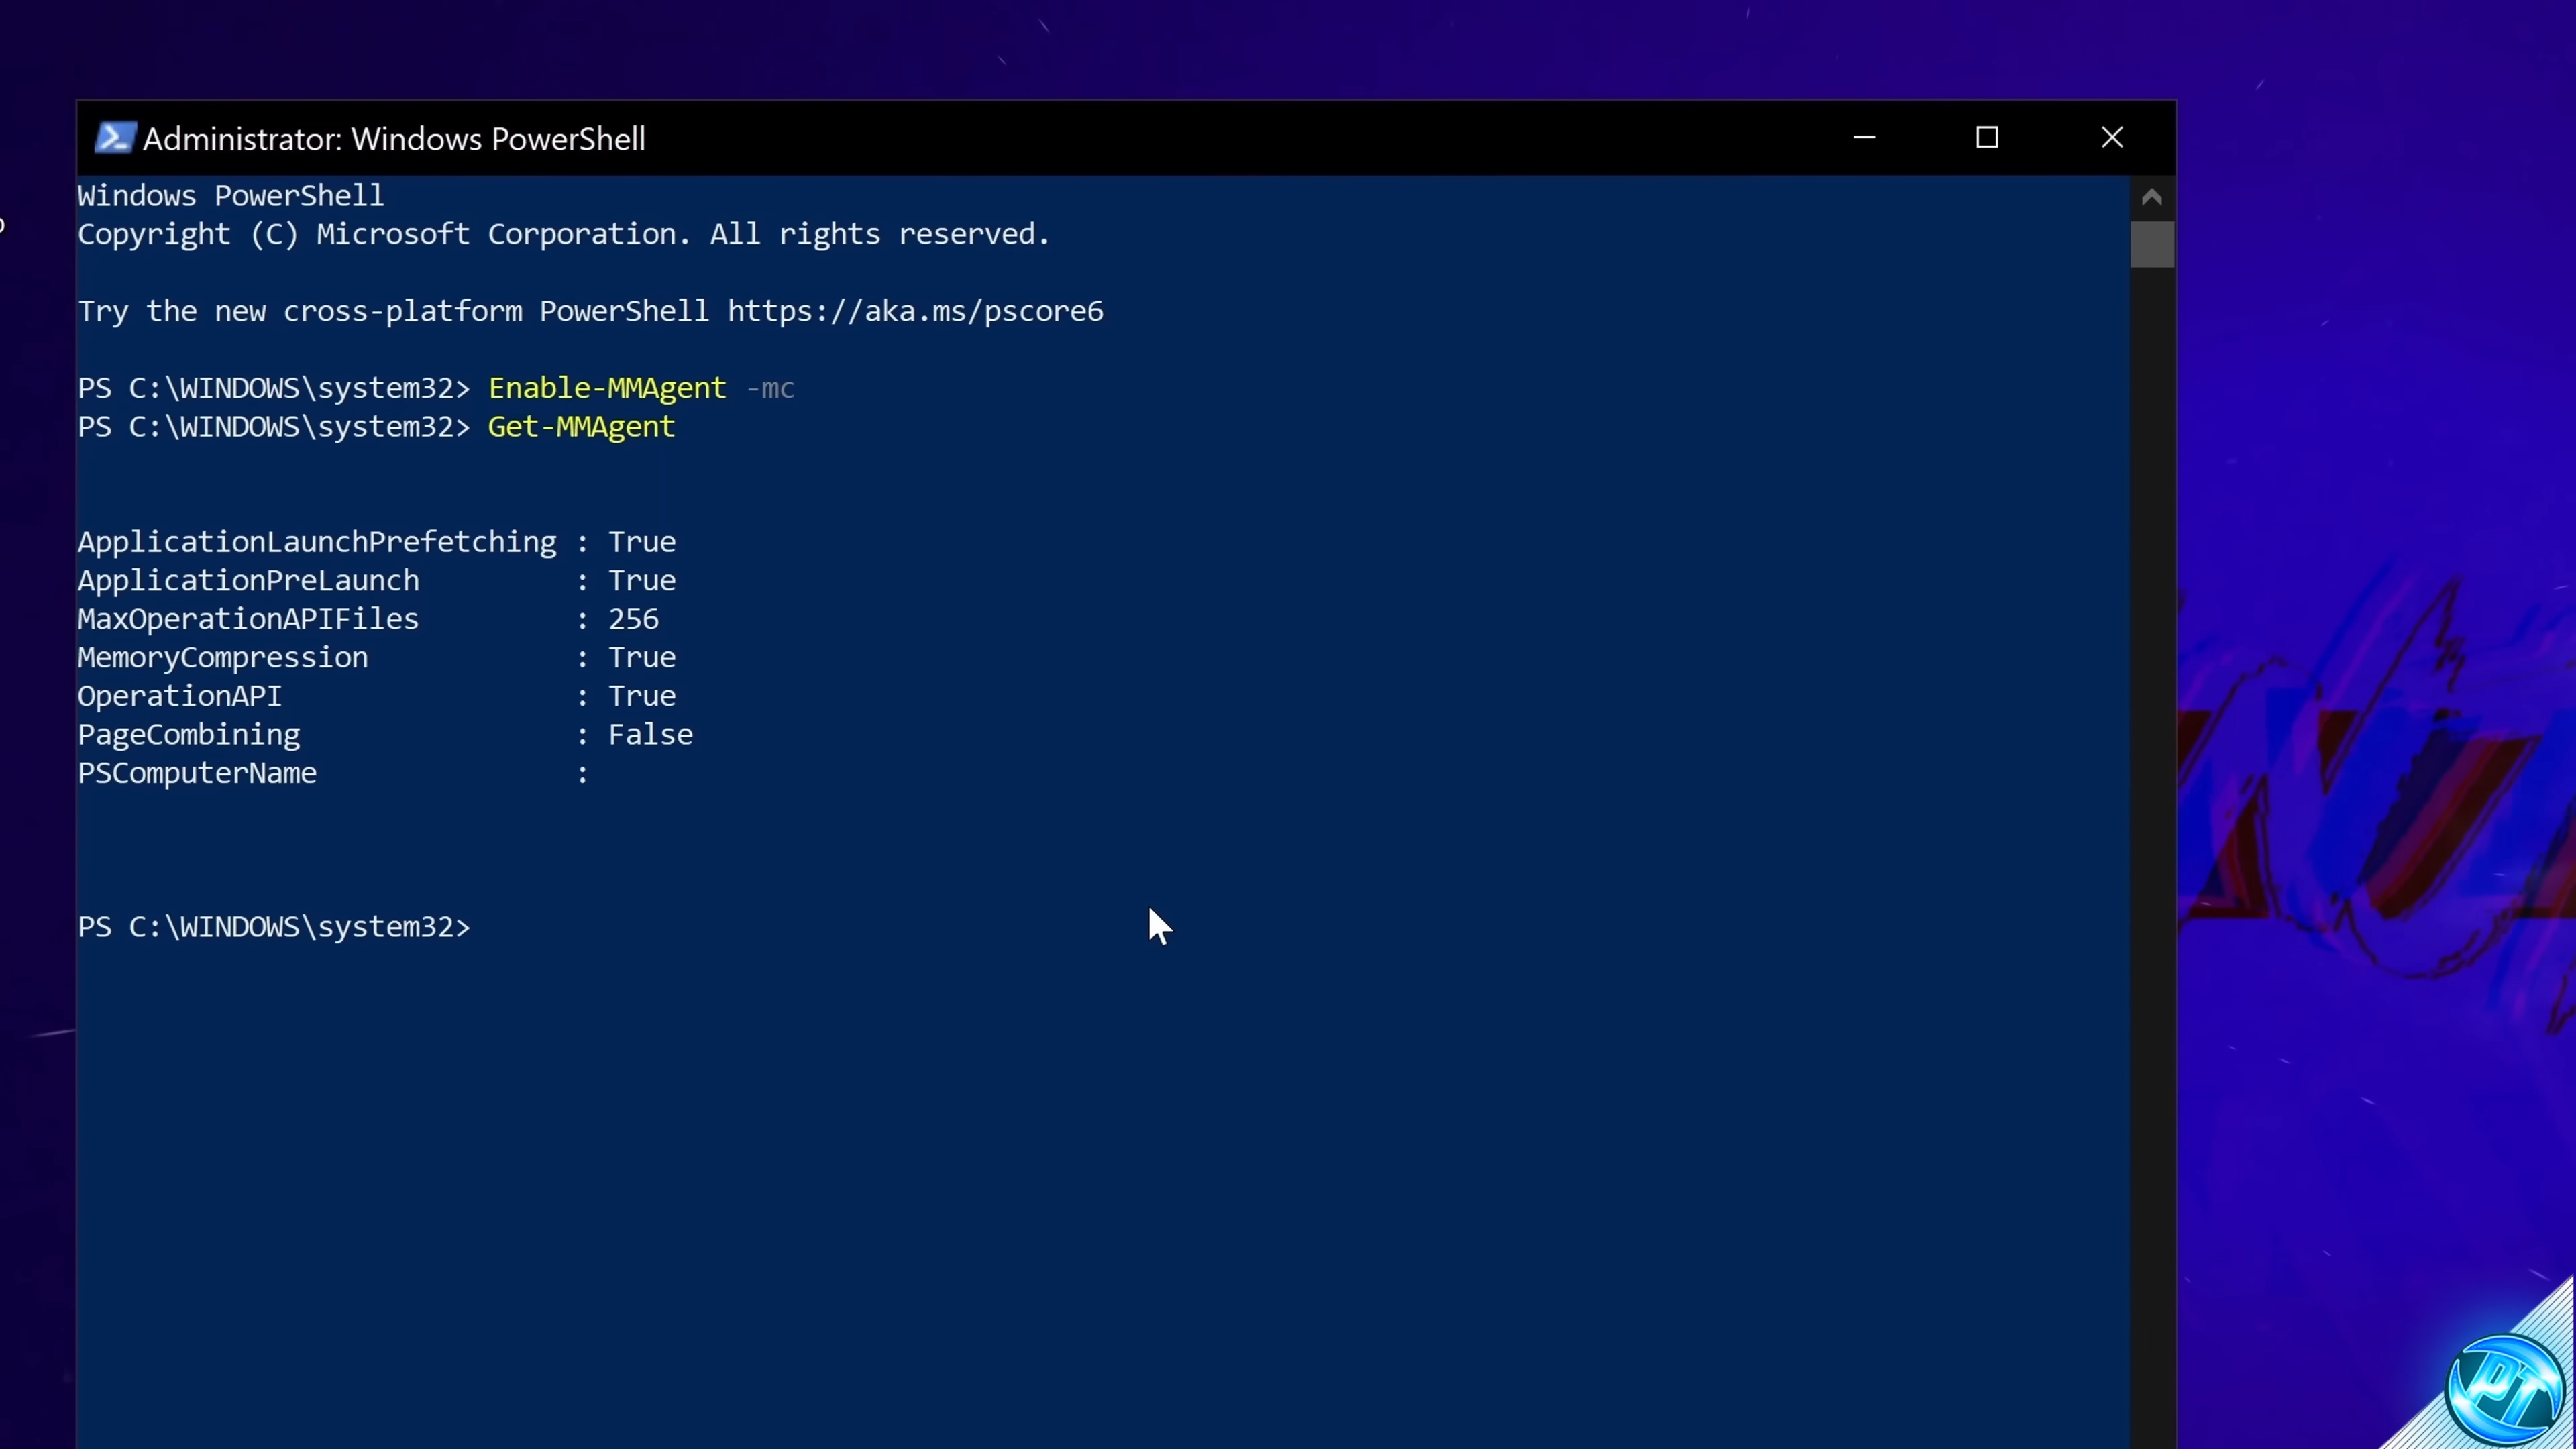 Administrator: Windows PowerShell
Windows PowerShell
Copyright (C) Microsoft Corporation. All rights reserved.
Try the new cross-platform PowerShell https://aka.ms/pscore6
PS C:\WINDOWS\system32> Enable-MMAgent -mc
PS C:\WINDOWS\system32> Get-MMAgent
ApplicationLaunchPrefetching : True
ApplicationPreLaunch : True
MaxOperationAPIFiles : 256
MemoryCompression : True
OperationAPI : True
PageCombining : False
PSComputerName :
PS C:\WINDOWS\system32>
PT